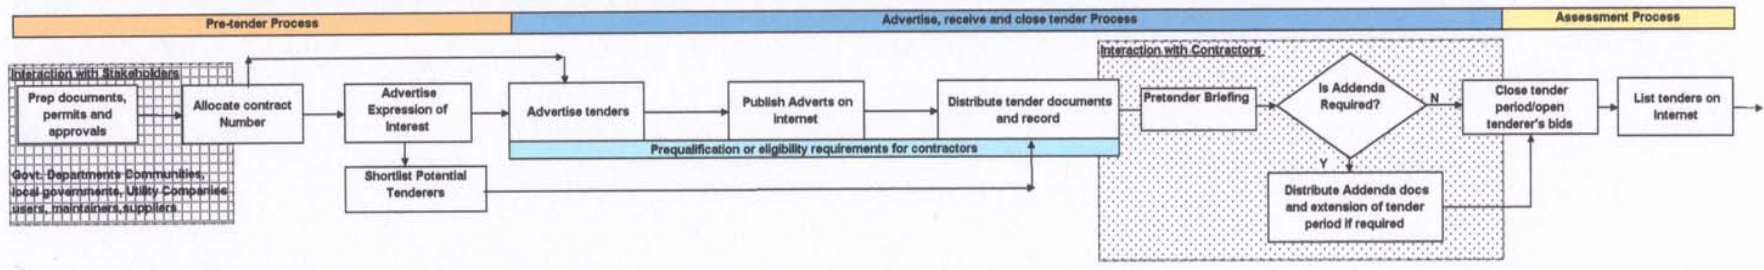 Pre-tender Process
Advertise, receive and close tender Process
Assessment Process
Interaction with Stakeholders
Prep documents,
permits and
approvals
Govt. Departments Communities,
local governments, Utility Companies
users, maintainers,suppliers
Allocate contract
Number
Advertise
Expression of
Interest
Shortlist Potential
Tenderers
Advertise tenders
Publish Adverts on
internet
Distribute tender documents
and record
Prequalification or eligibility requirements for contractors
Interaction with Contractors
Pretender Briefing
Is Addenda
Required?
N
Y
Distribute Addenda docs
and extension of tender
period if required
Close tender
period/open
tenderer's bids
List tenders on
Internet